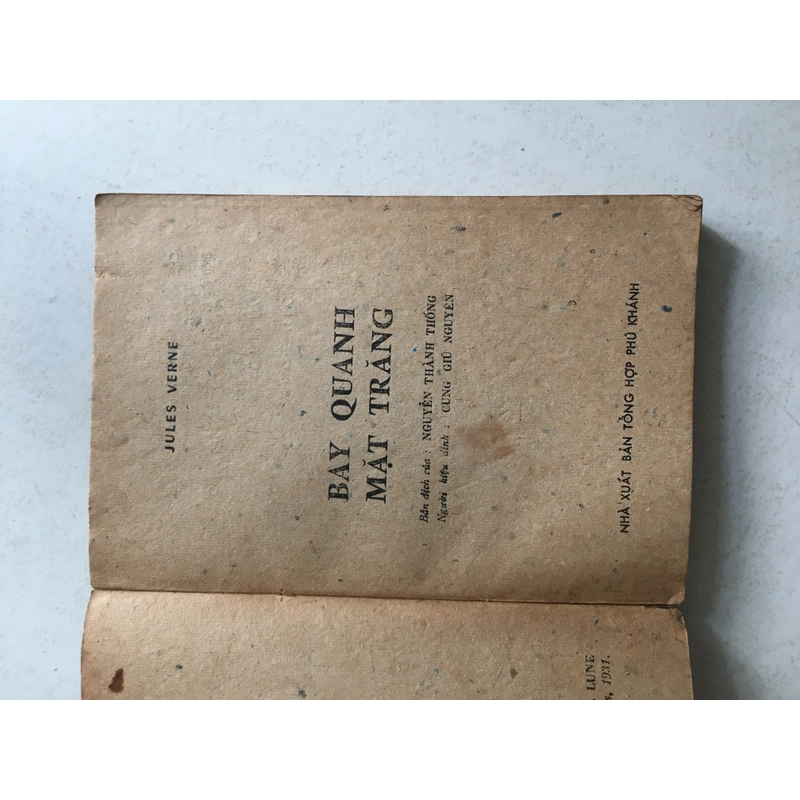 JULES VERNE
BAY QUANH
MẶT TRĂNG
Bản dịch của : NGUYỄN THÀNH THỐNG
Người hiệu đính : CUNG GIŨ NGUYÊN
NHÀ XUẤT BẢN TỔNG HỢP PHÚ KHÁNH
LUNE
1931.